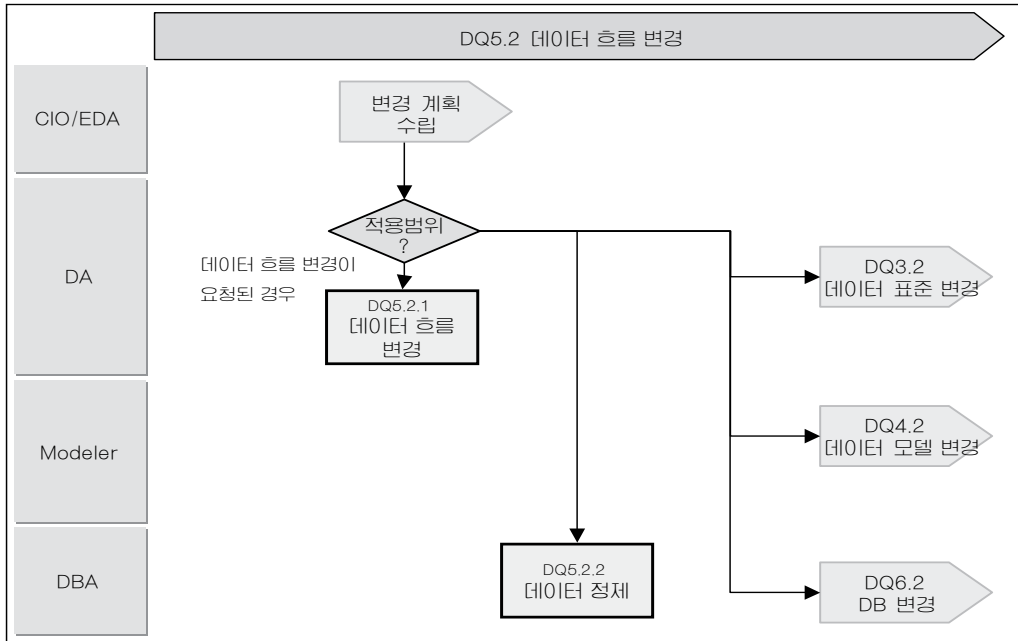 DQ5.2 데이터 흐름 변경
CIO/EDA
변경 계획
수립
DA
적용범위
?
데이터 흐름 변경이
요청된 경우
DQ5.2.1
데이터 흐름
변경
DQ3.2
데이터 표준 변경
Modeler
DQ4.2
데이터 모델 변경
DBA
DQ5.2.2
데이터 정제
DQ6.2
DB 변경